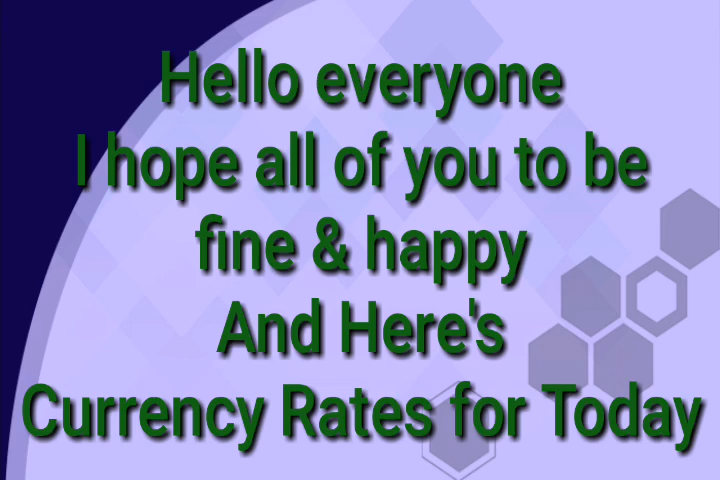 Hello everyone
I hope all of you to be
fine & happy
And Here's
Currency Rates for Today